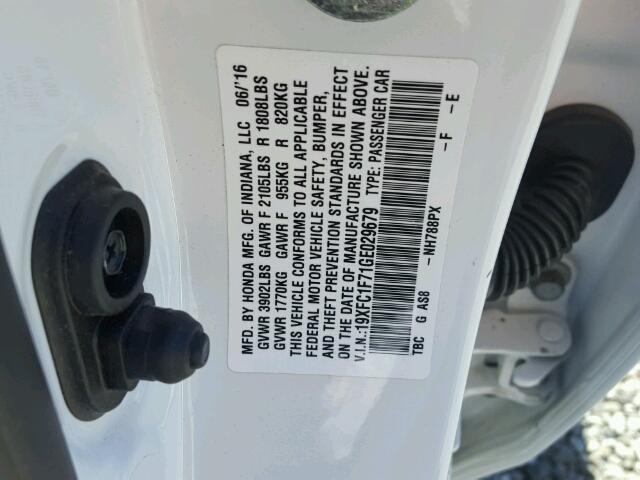 MFD. BY HONDA MFG. OF INDIANA, LLC 06/'16
GVWR 3902LBS GAWR F 2105LBS R 1808LBS
GVWR 1770KG GAWR F 955KG R 820KG
THIS VEHICLE CONFORMS TO ALL APPLICABLE
FEDERAL MOTOR VEHICLE SAFETY, BUMPER,
AND THEFT PREVENTION STANDARDS IN EFFECT
ON THE DATE OF MANUFACTURE SHOWN ABOVE.
V.I.N.:19XFC1F71GE029679 TYPE: PASSENGER CAR
TBC G AS8 - NH788PX - F - E